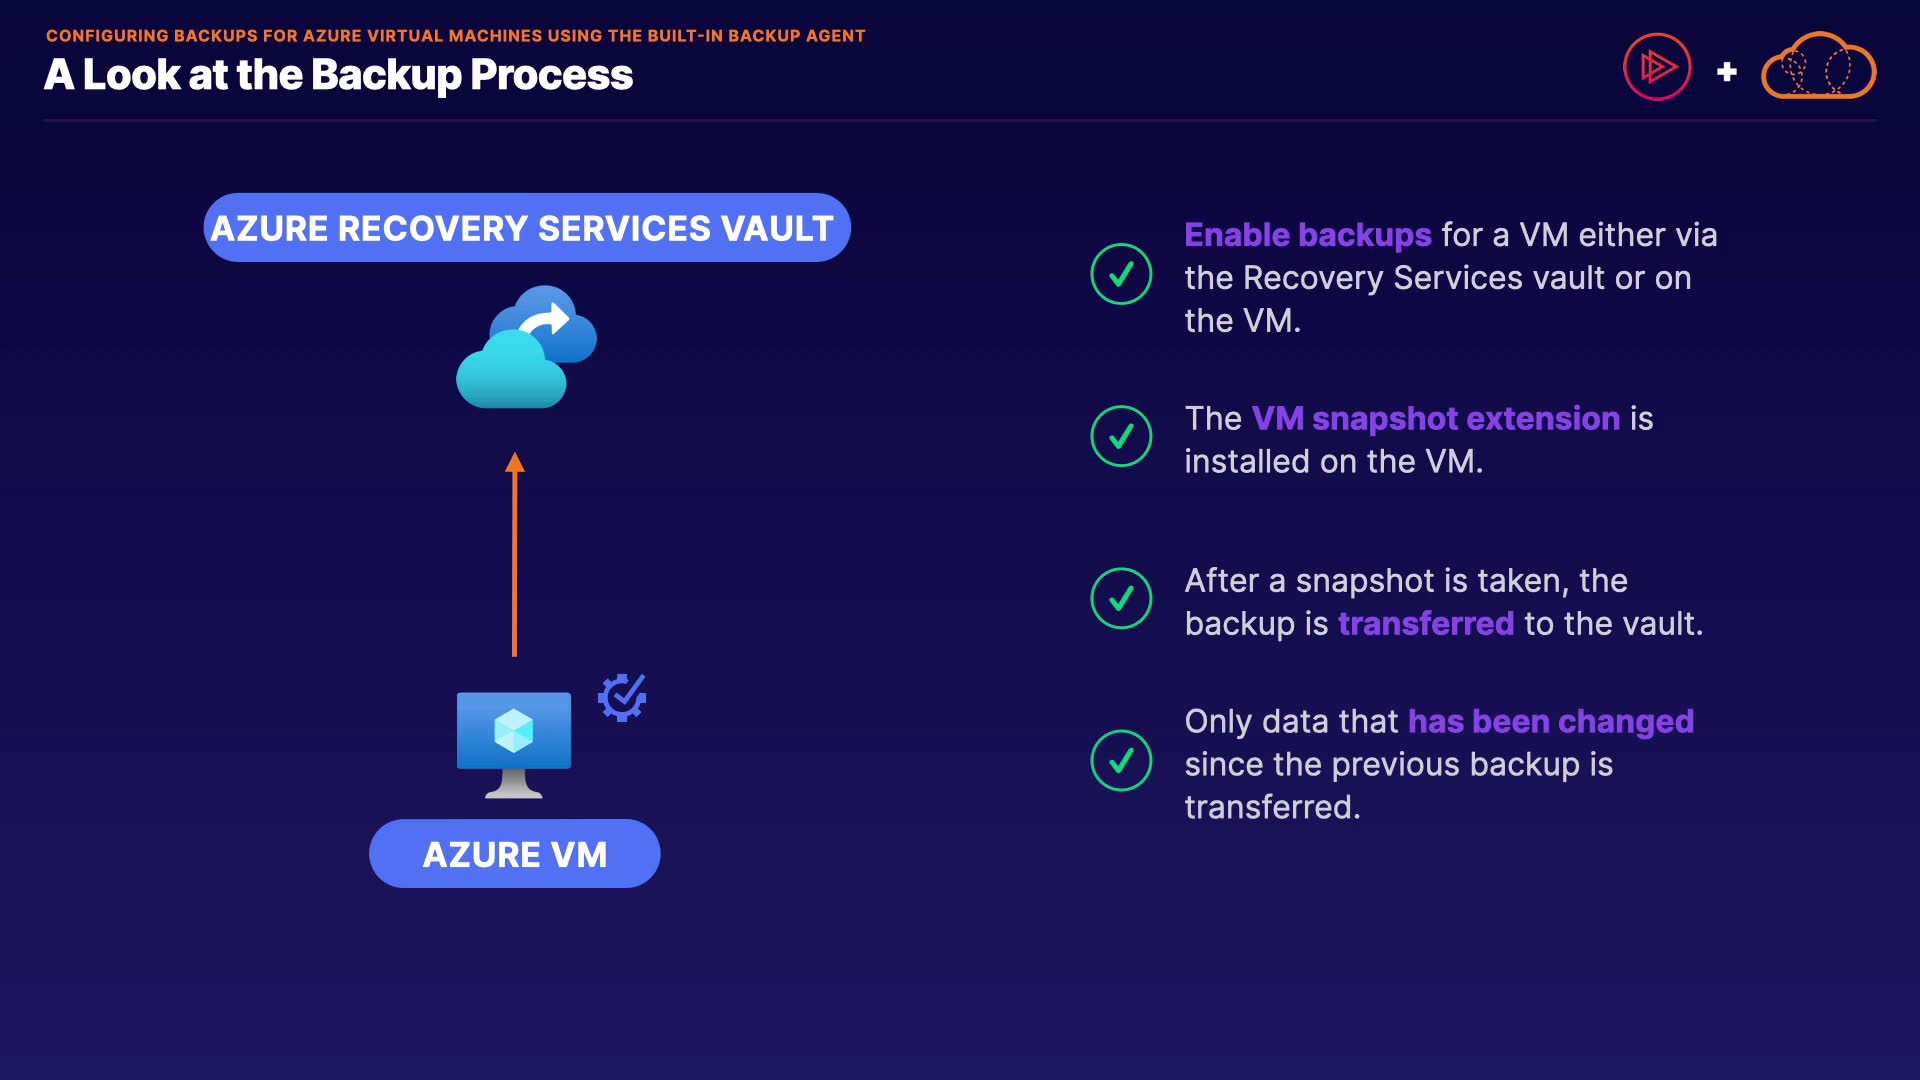 CONFIGURING BACKUPS FOR AZURE VIRTUAL MACHINES USING THE BUILT-IN BACKUP AGENT
A Look at the Backup Process
AZURE RECOVERY SERVICES VAULT
AZURE VM
Enable backups for a VM either via
the Recovery Services vault or on
the VM.
The VM snapshot extension is
installed on the VM.
After a snapshot is taken, the
backup is transferred to the vault.
Only data that has been changed
since the previous backup is
transferred.